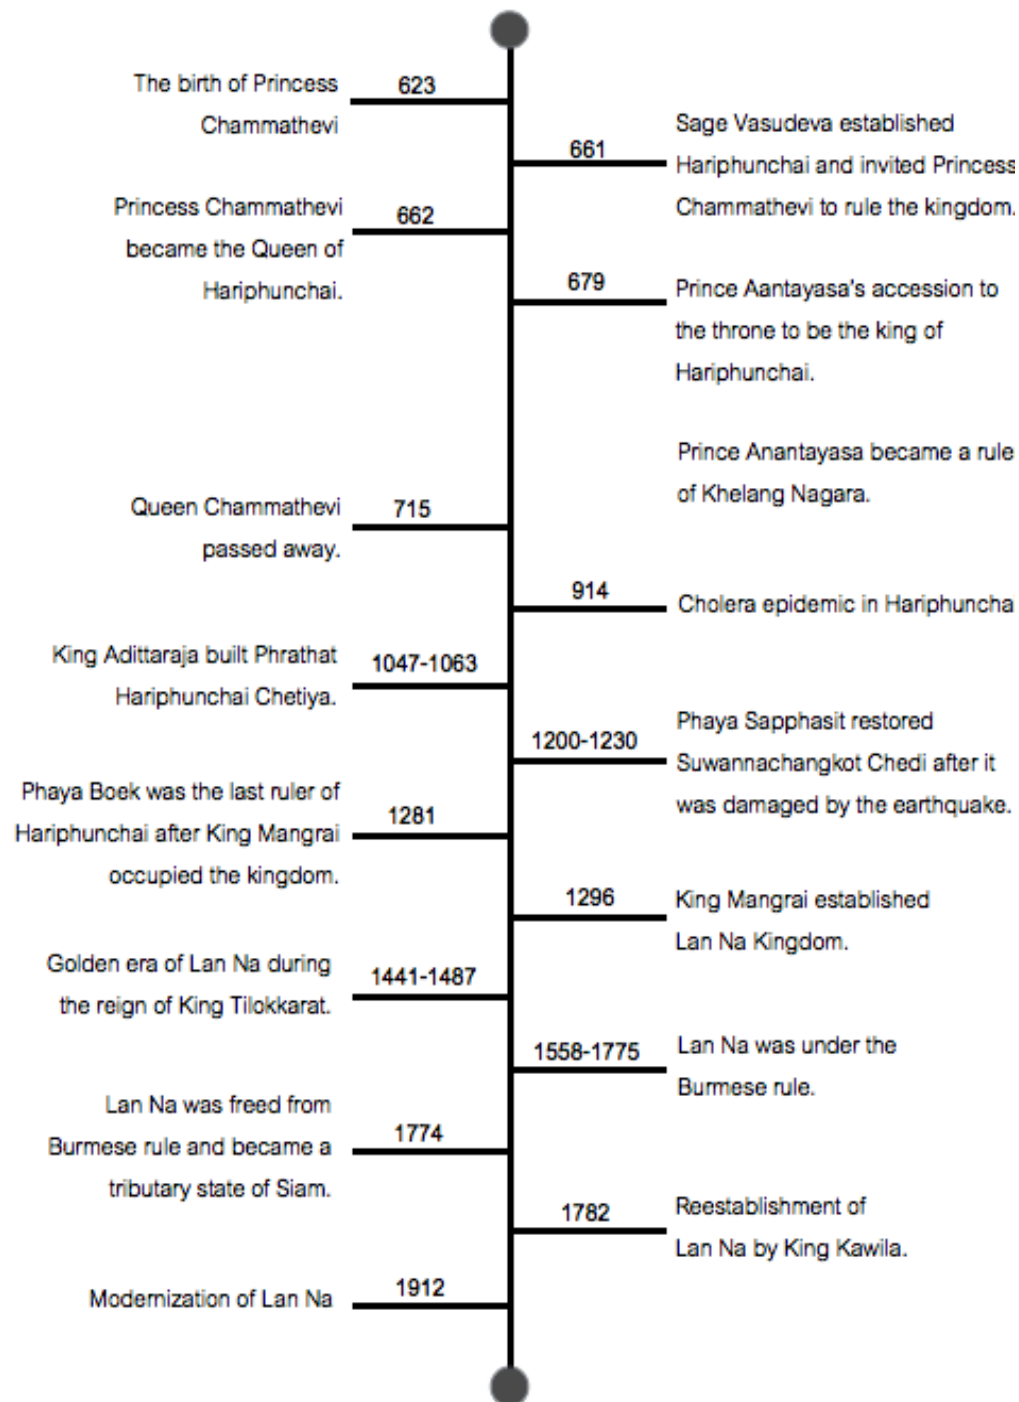 The birth of Princess
Chammathevi
623
661
Sage Vasudeva established
Hariphunchai and invited Princess
Chammathevi to rule the kingdom.
Princess Chammathevi
became the Queen of
Hariphunchai.
662
679
Prince Aantayasa's accession to
the throne to be the king of
Hariphunchai.
Prince Anantayasa became a rule
of Khelang Nagara.
Queen Chammathevi
passed away.
715
914
Cholera epidemic in Hariphuncha
King Adittaraja built Phrathat
Hariphunchai Chetiya.
1047-1063
1200-1230
Phaya Sapphasit restored
Suwannachangkot Chedi after it
was damaged by the earthquake.
Phaya Boek was the last ruler of
Hariphunchai after King Mangrai
occupied the kingdom.
1281
1296
King Mangrai established
Lan Na Kingdom.
Golden era of Lan Na during
the reign of King Tilokkarat.
1441-1487
1558-1775
Lan Na was under the
Burmese rule.
Lan Na was freed from
Burmese rule and became a
tributary state of Siam.
1774
1782
Reestablishment of
Lan Na by King Kawila.
Modernization of Lan Na
1912